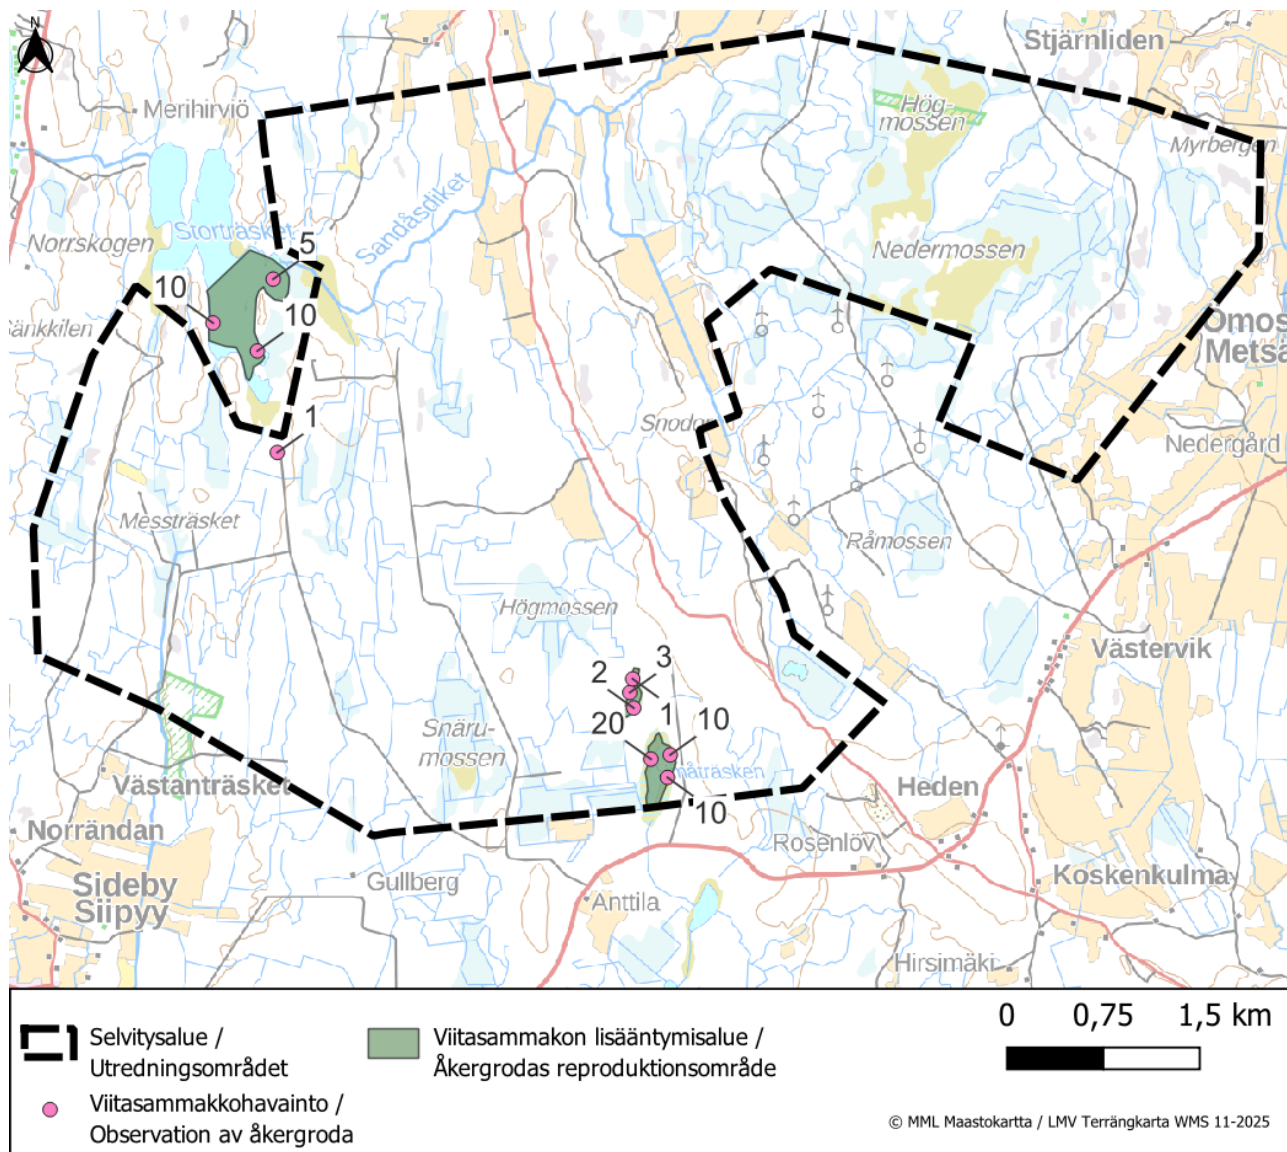 N
Stjärnliden
Merihirviö
Hög-
mossen
Myrbergen
Storträsket
Sandåsdiket
Norrskogen
5
Nedermossen
10
10
Omos
Metsä
1
Snodor
Nedergård
Messträsket
Råmossen
Högmossen
Västervik
2
3
20
1
10
Snäru-
mossen
Västanträsket
10
Heden
Norrändan
Rosenlöv
Sideby
Siipyy
Gullberg
Anttila
Koskenkulma
Hirsimäki
Selvitysalue /
Utredningsområdet
Viitasammakkohavainto /
Observation av åkergroda
Viitasammakon lisääntymisalue /
Åkergrodas reproduktionsområde
0 0,75 1,5 km
© MML Maastokartta / LMV Terrängkarta WMS 11-2025